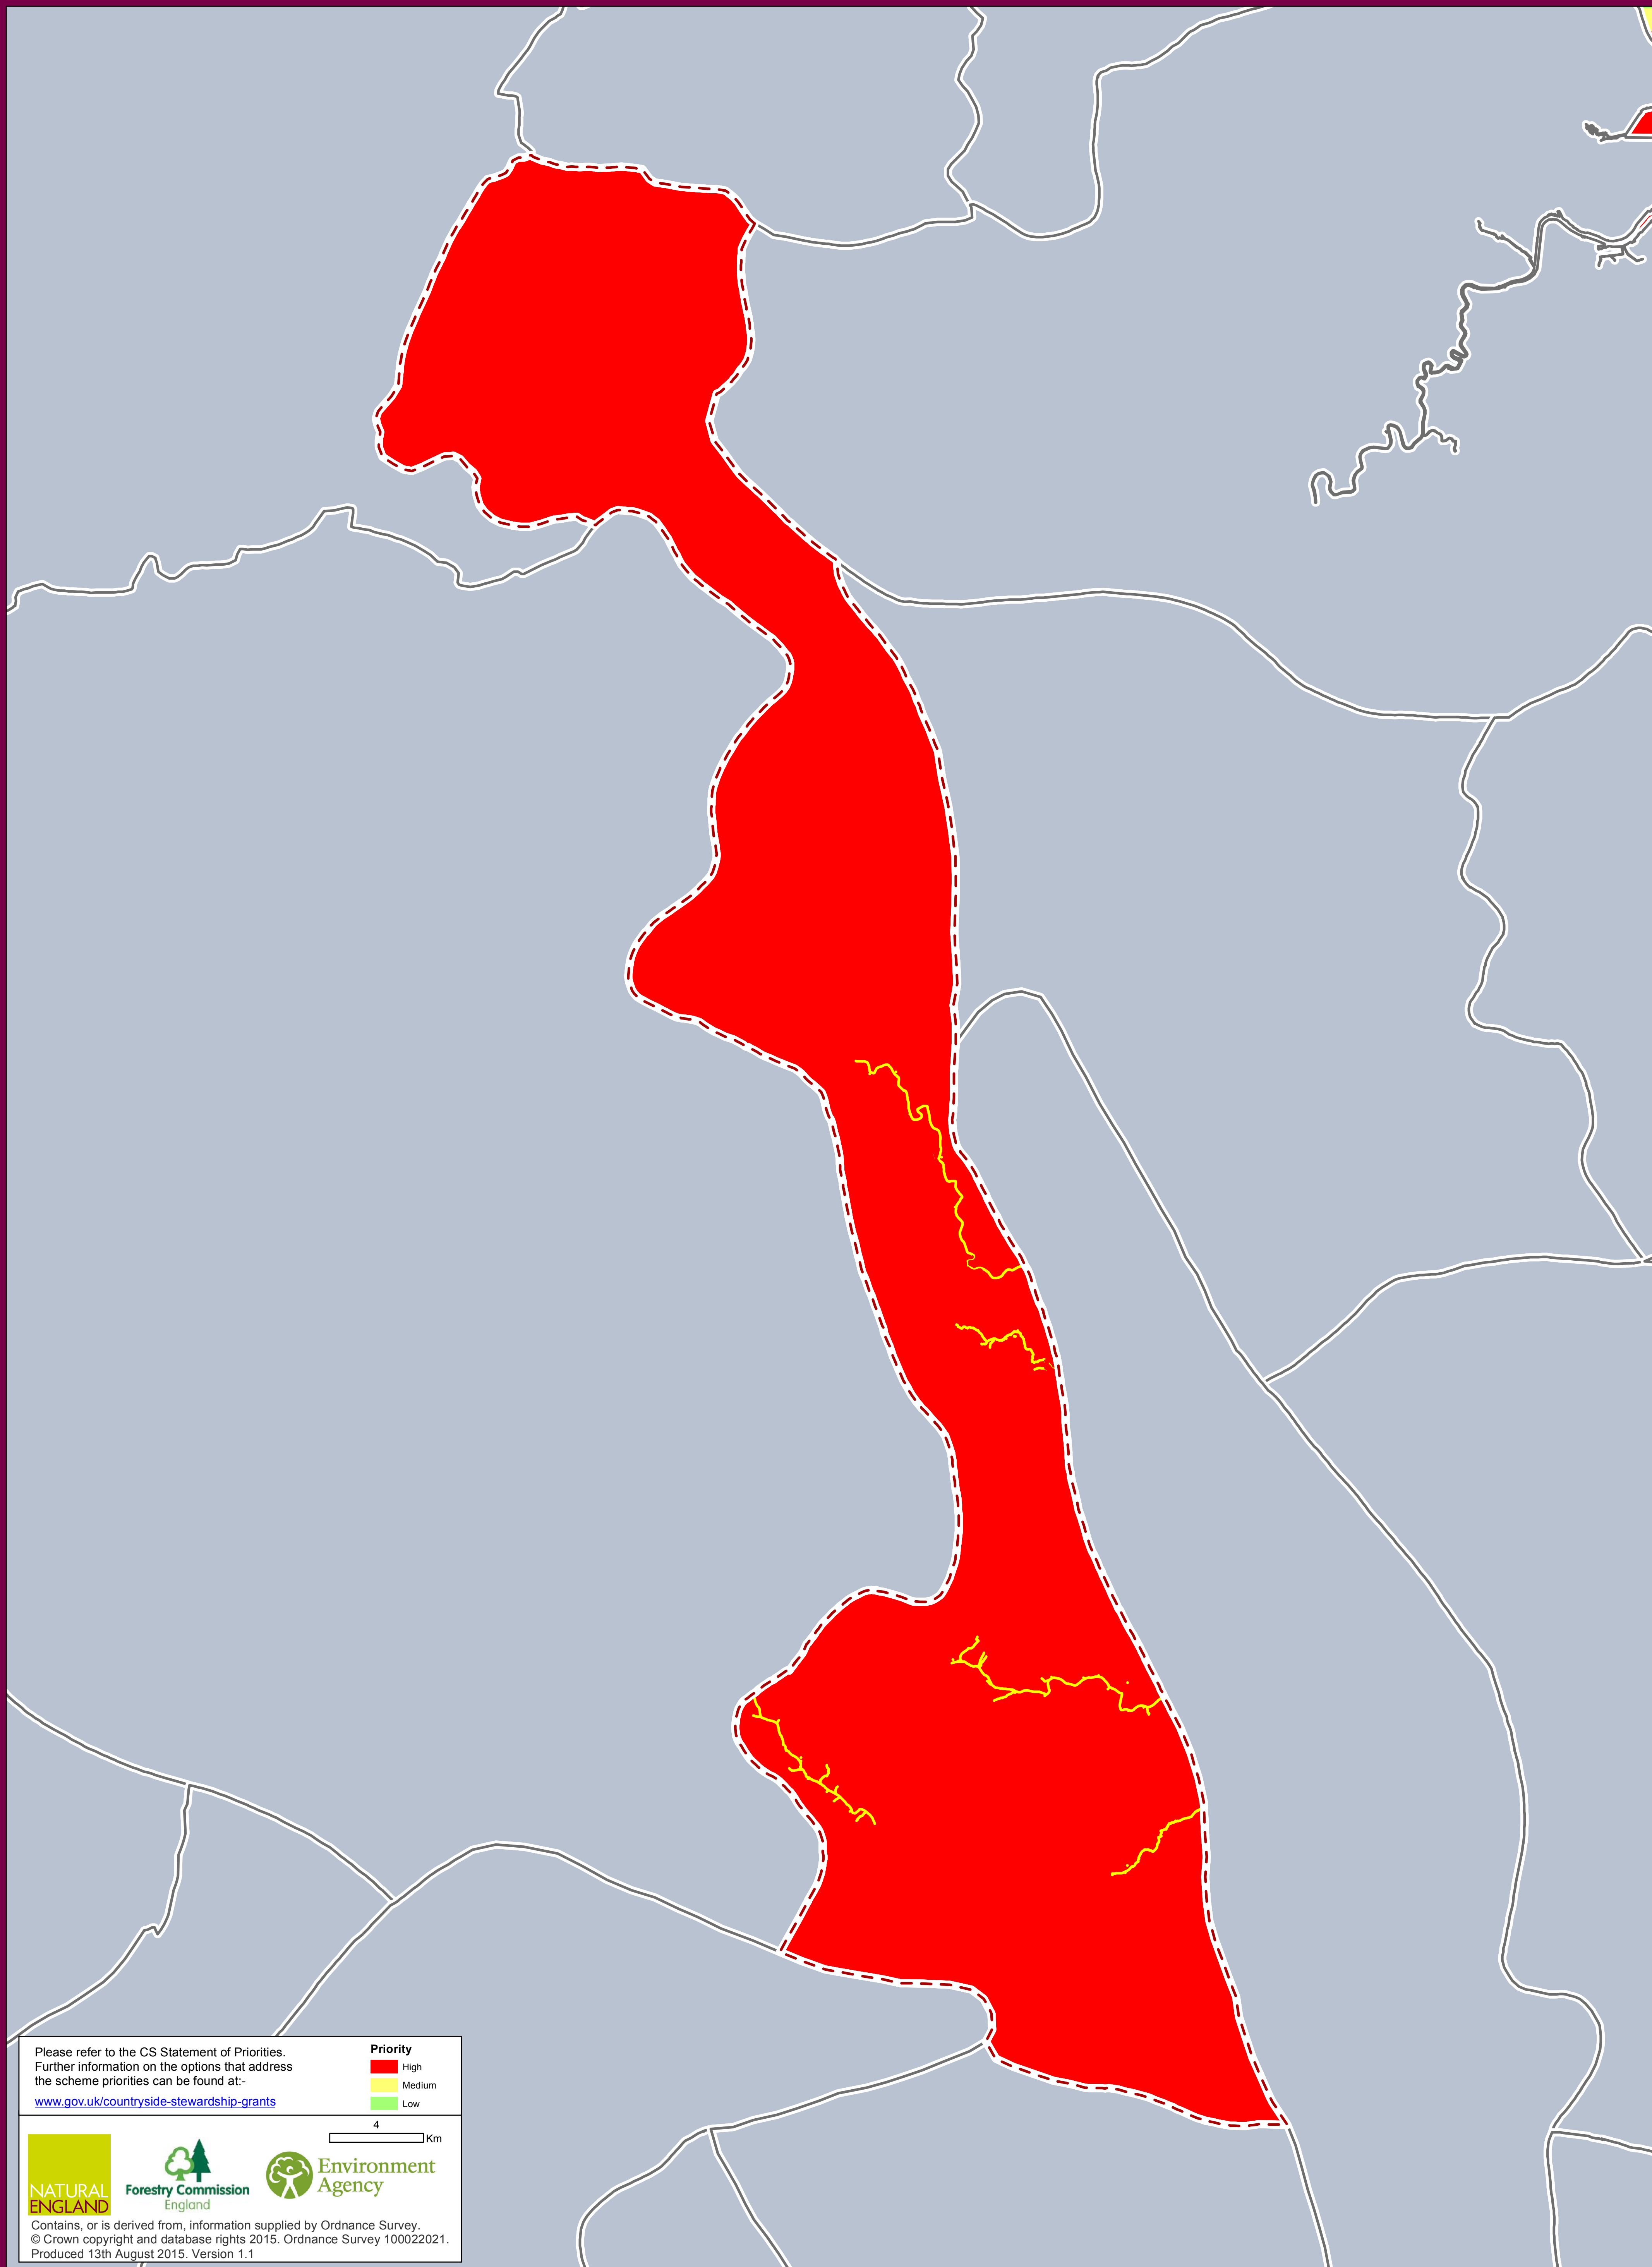 Please refer to the CS Statement of Priorities.
Further information on the options that address
the scheme priorities can be found at:-
www.gov.uk/countryside-stewardship-grants
Priority
High
Medium
Low
4
Km
NATURAL
ENGLAND
Forestry Commission
England
Environment
Agency
Contains, or is derived from, information supplied by Ordnance Survey.
© Crown copyright and database rights 2015. Ordnance Survey 100022021.
Produced 13th August 2015. Version 1.1